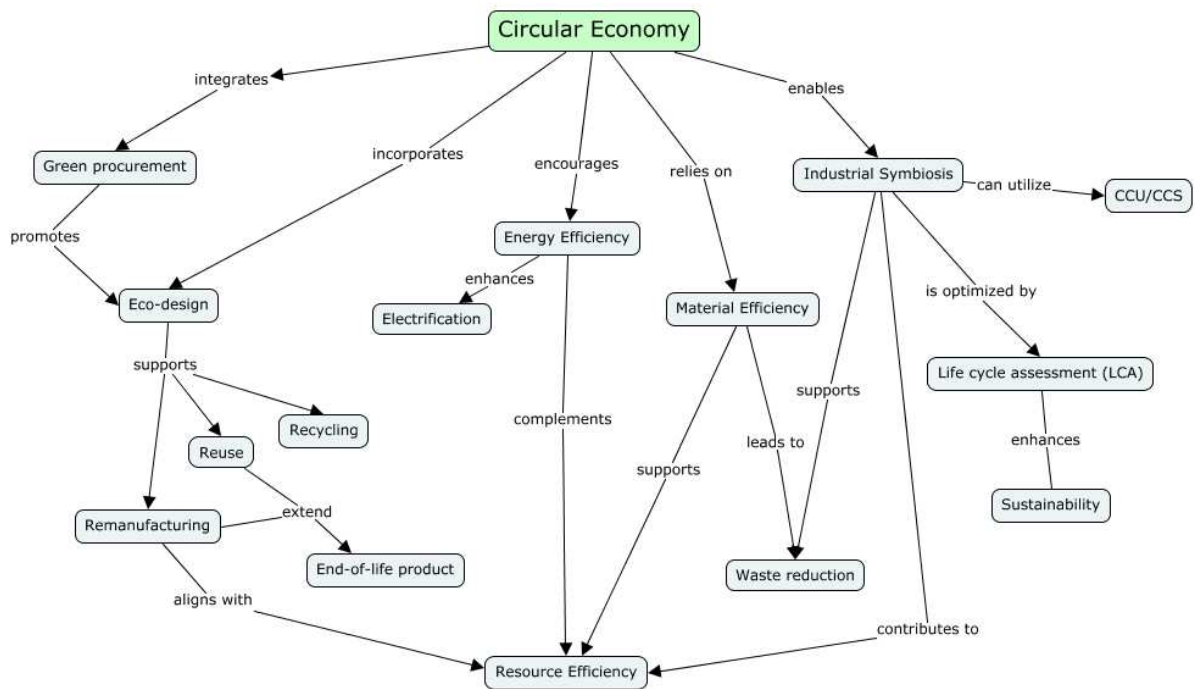 Circular Economy
integrates
enables
incorporates
encourages
relies on
Green procurement
Industrial Symbiosis
can utilize
CCU/CCS
promotes
Energy Efficiency
enhances
is optimized by
Eco-design
Electrification
Material Efficiency
supports
Life cycle assessment (LCA)
supports
complements
Recycling
leads to
enhances
Reuse
supports
Remanufacturing
extend
Sustainability
End-of-life product
Waste reduction
aligns with
contributes to
Resource Efficiency